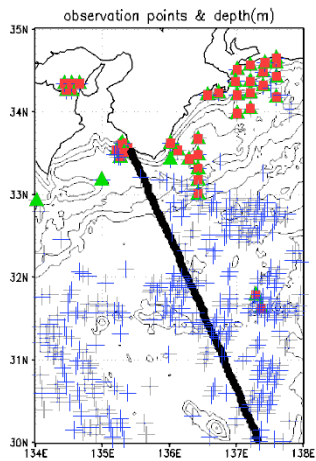 observation points & depth(m)
35N
34N
33N
32N
31N
30N
134E
135E
136E
137E
138E